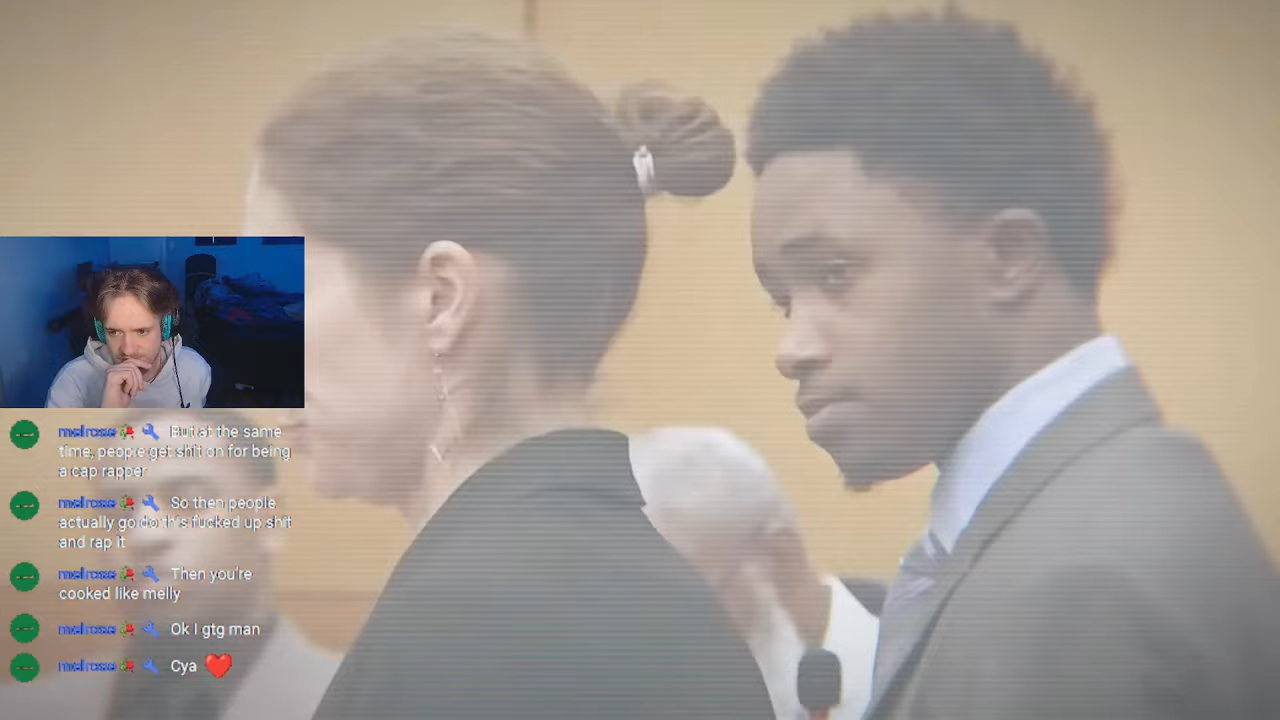 melrose But at the same
time, people get shit on for being
a cap rapper
melrose So then people
actually go do this fucked up shit
and rap it
melrose Then you're
cooked like melly
melrose Ok I gtg man
melrose Cya